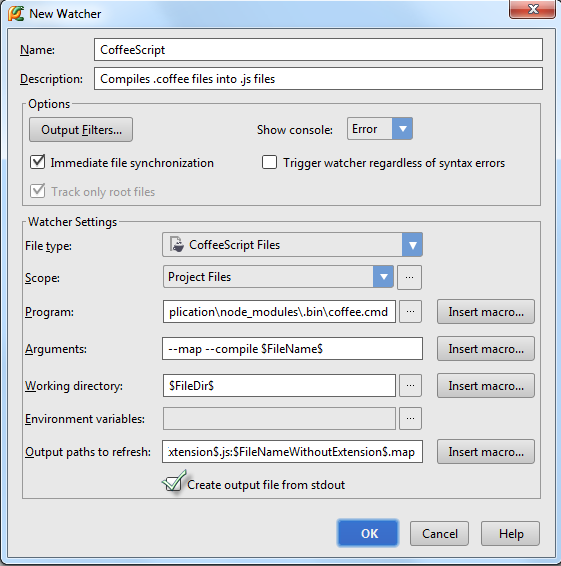 New Watcher
Name: CoffeeScript
Description: Compiles .coffee files into .js files
Options
Output Filters... Show console: Error
Immediate file synchronization Trigger watcher regardless of syntax errors
Track only root files
Watcher Settings
File type: CoffeeScript Files
Scope: Project Files ...
Program: plication\node_modules\.bin\coffee.cmd ... Insert macro...
Arguments: --map --compile $FileName$ Insert macro...
Working directory: $FileDir$ ... Insert macro...
Environment variables: ...
Output paths to refresh: xtension$.js:$FileNameWithoutExtension$.map Insert macro...
Create output file from stdout
OK Cancel Help